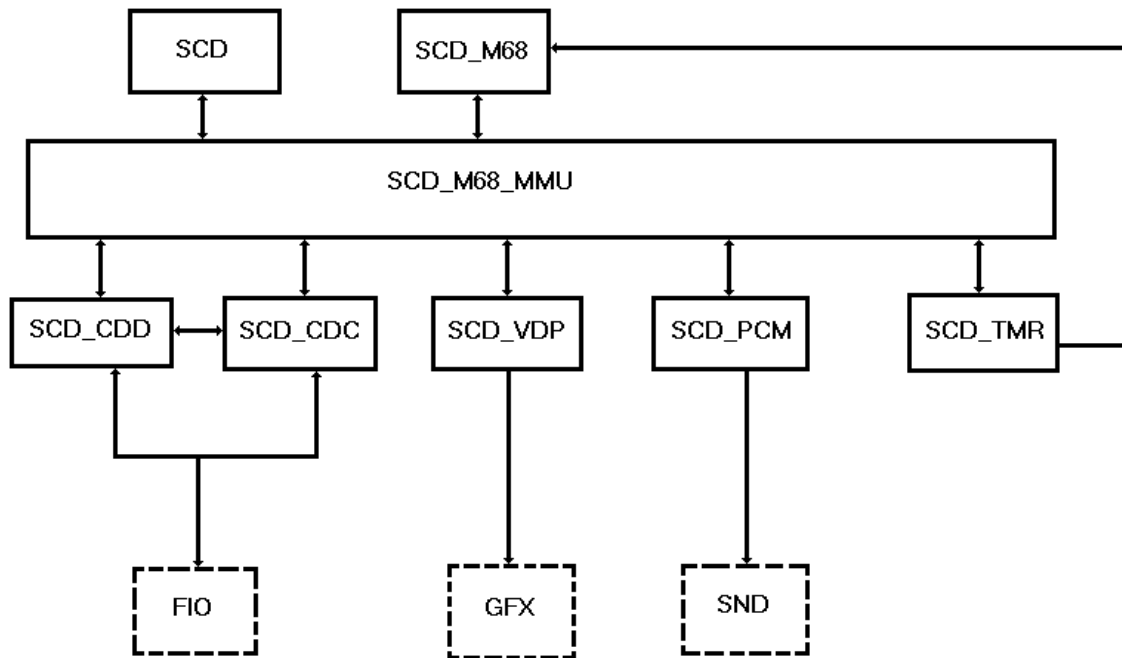 SCD
SCD_M68
SCD_M68_MMU
SCD_CDD
SCD_CDC
SCD_VDP
SCD_PCM
SCD_TMR
FIO
GFX
SND